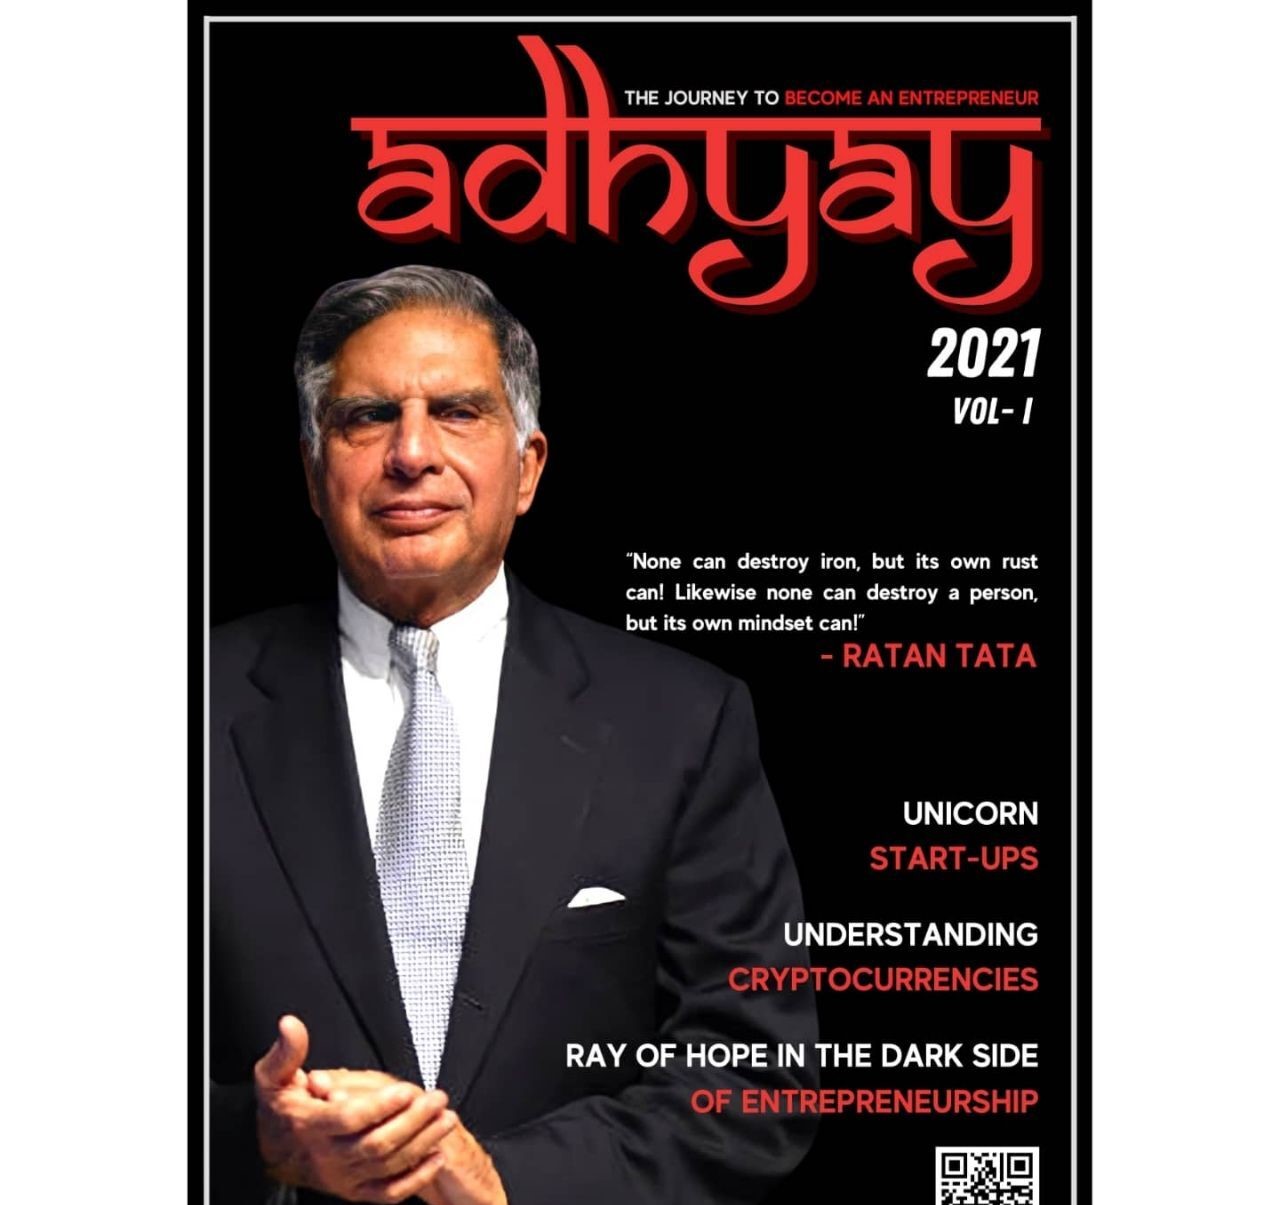 THE JOURNEY TO BECOME AN ENTREPRENEUR
adhyay
2021
VOL- I
“None can destroy iron, but its own rust
can! Likewise none can destroy a person,
but its own mindset can!”
- RATAN TATA
UNICORN
START-UPS
UNDERSTANDING
CRYPTOCURRENCIES
RAY OF HOPE IN THE DARK SIDE
OF ENTREPRENEURSHIP